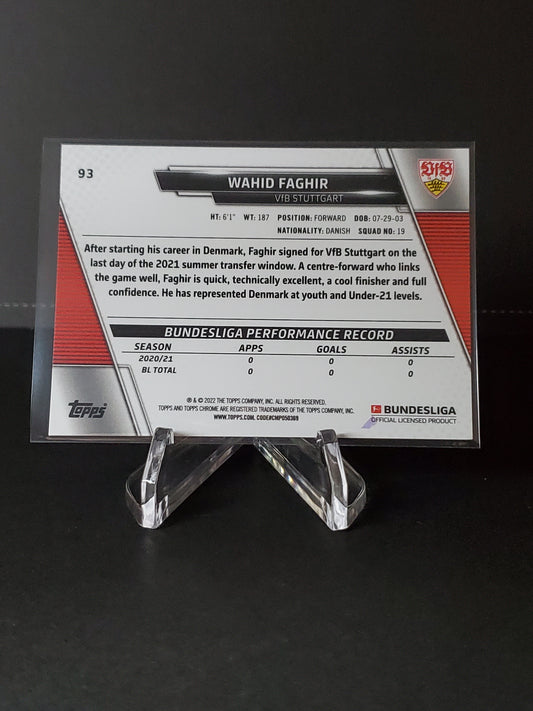 93
WAHID FAGHIR
VfB STUTTGART
HT: 6'1" WT: 187 POSITION: FORWARD DOB: 07-29-03
NATIONALITY: DANISH SQUAD NO: 19
After starting his career in Denmark, Faghir signed for VfB Stuttgart on the
last day of the 2021 summer transfer window. A centre-forward who links
the game well, Faghir is quick, technically excellent, a cool finisher and full
confidence. He has represented Denmark at youth and Under-21 levels.
BUNDESLIGA PERFORMANCE RECORD
SEASON APPS GOALS ASSISTS
2020/21 0 0 0
BL TOTAL 0 0 0
® & © 2022 THE TOPPS COMPANY, INC. ALL RIGHTS RESERVED.
TOPPS AND TOPPS CHROME ARE REGISTERED TRADEMARKS OF THE TOPPS COMPANY, INC.
WWW.TOPPS.COM. CODE#CMP050369
Topps
BUNDESLIGA
OFFICIAL LICENSED PRODUCT